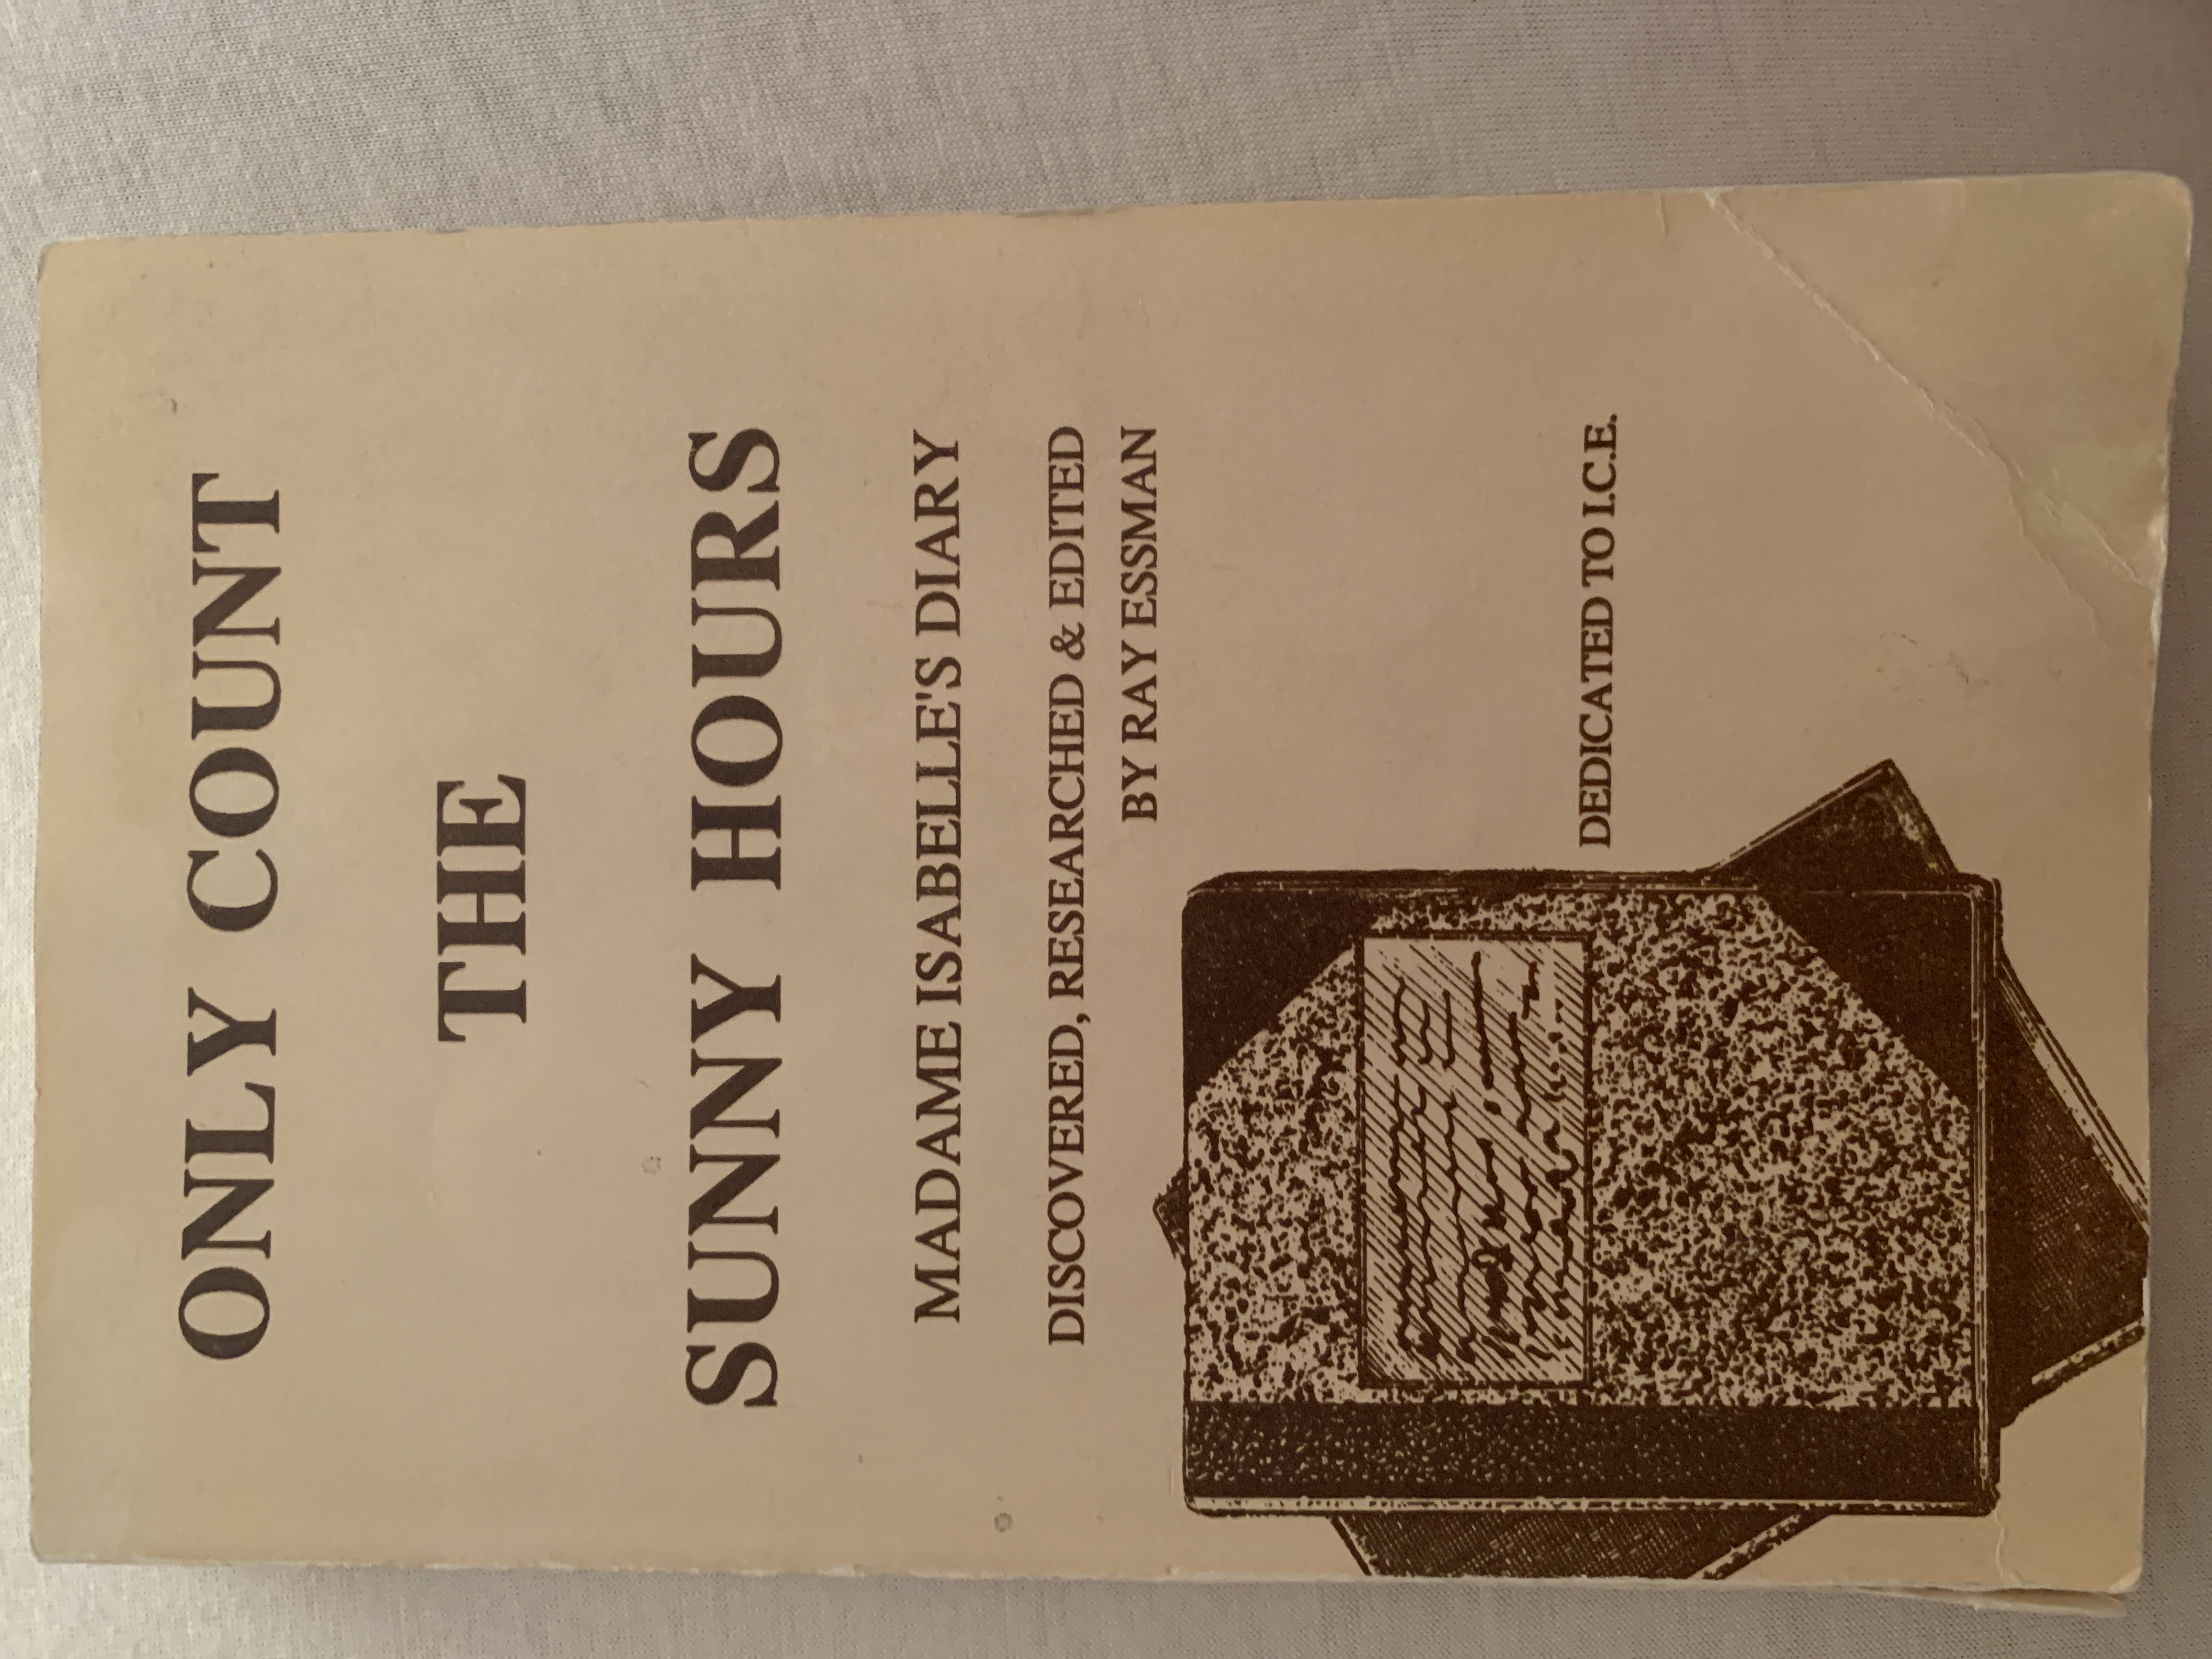 ONLY COUNT
THE
SUNNY HOURS
MADAME ISABELLE'S DIARY
DISCOVERED, RESEARCHED & EDITED
BY RAY ESSMAN
DEDICATED TO I.C.E.